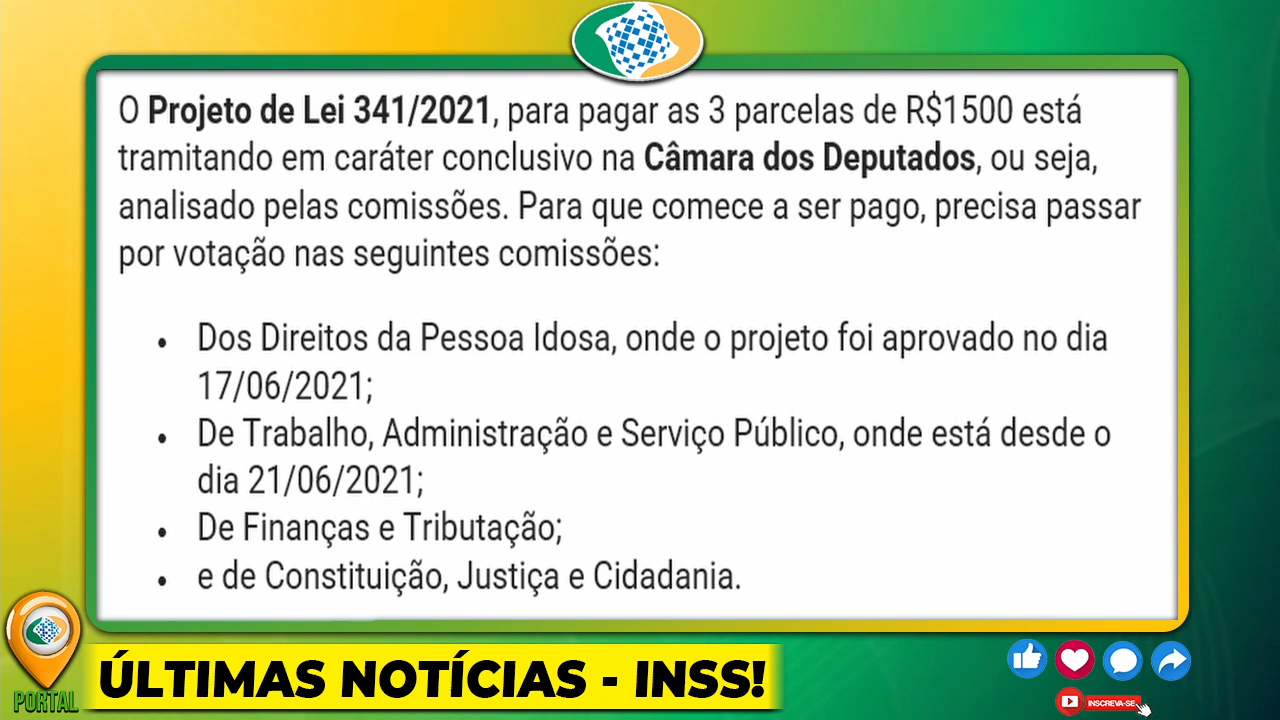 O Projeto de Lei 341/2021, para pagar as 3 parcelas de R$1500 está
tramitando em caráter conclusivo na Câmara dos Deputados, ou seja,
analisado pelas comissões. Para que comece a ser pago, precisa passar
por votação nas seguintes comissões:
• Dos Direitos da Pessoa Idosa, onde o projeto foi aprovado no dia
17/06/2021;
• De Trabalho, Administração e Serviço Público, onde está desde o
dia 21/06/2021;
• De Finanças e Tributação;
• e de Constituição, Justiça e Cidadania.
PORTAL
ÚLTIMAS NOTÍCIAS - INSS!
INSCREVA-SE